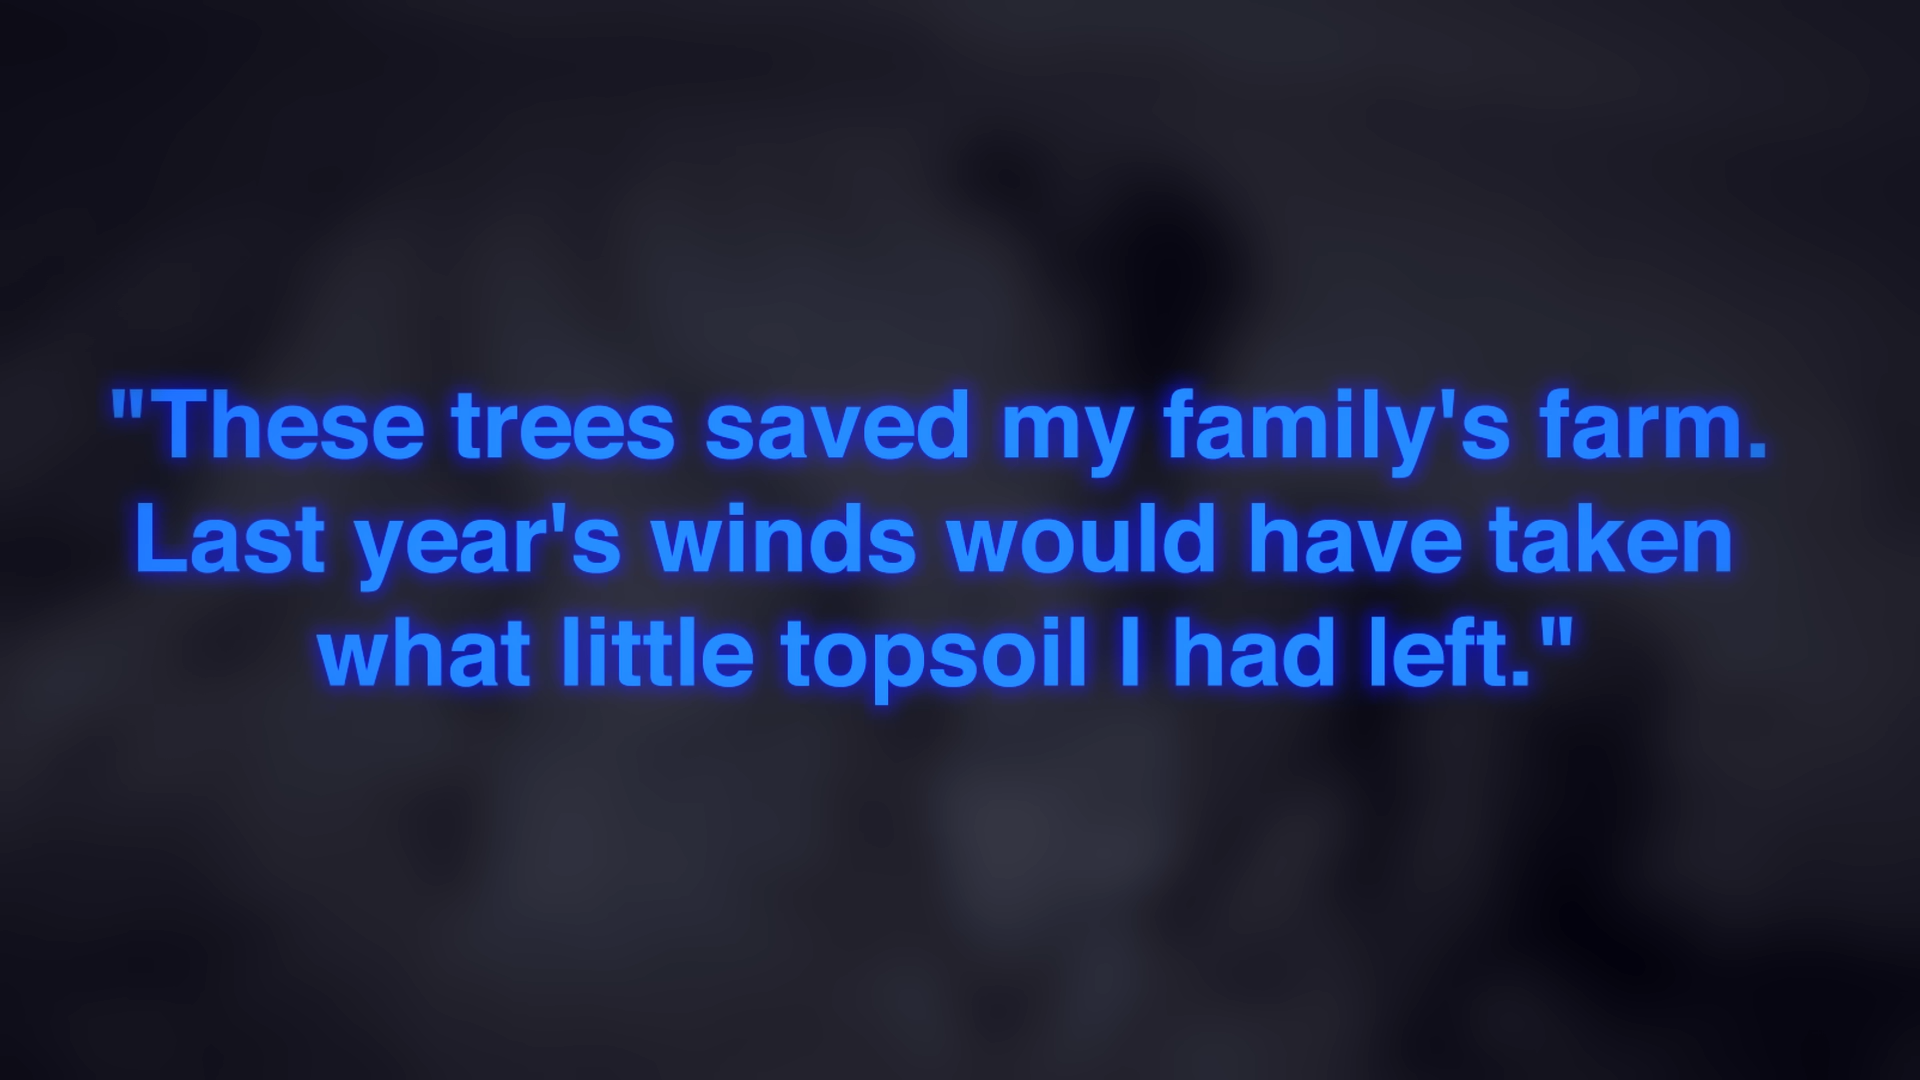 "These trees saved my family's farm.
Last year's winds would have taken
what little topsoil I had left."